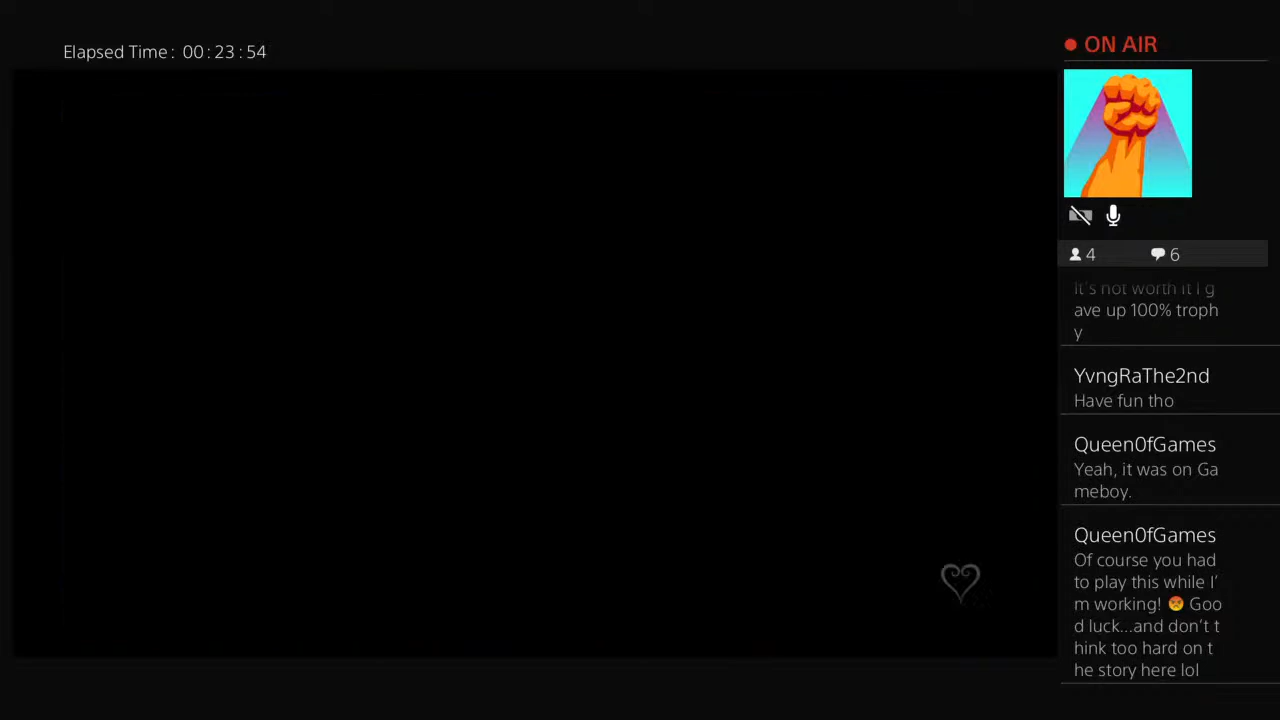 Elapsed Time: 00:23:54
ON AIR
4 6
It's not worth it I g
ave up 100% troph
y
YvngRaThe2nd
Have fun tho
Queen0fGames
Yeah, it was on Ga
meboy.
Queen0fGames
Of course you had
to play this while I'
m working! 😡 Goo
d luck...and don't t
hink too hard on t
he story here lol